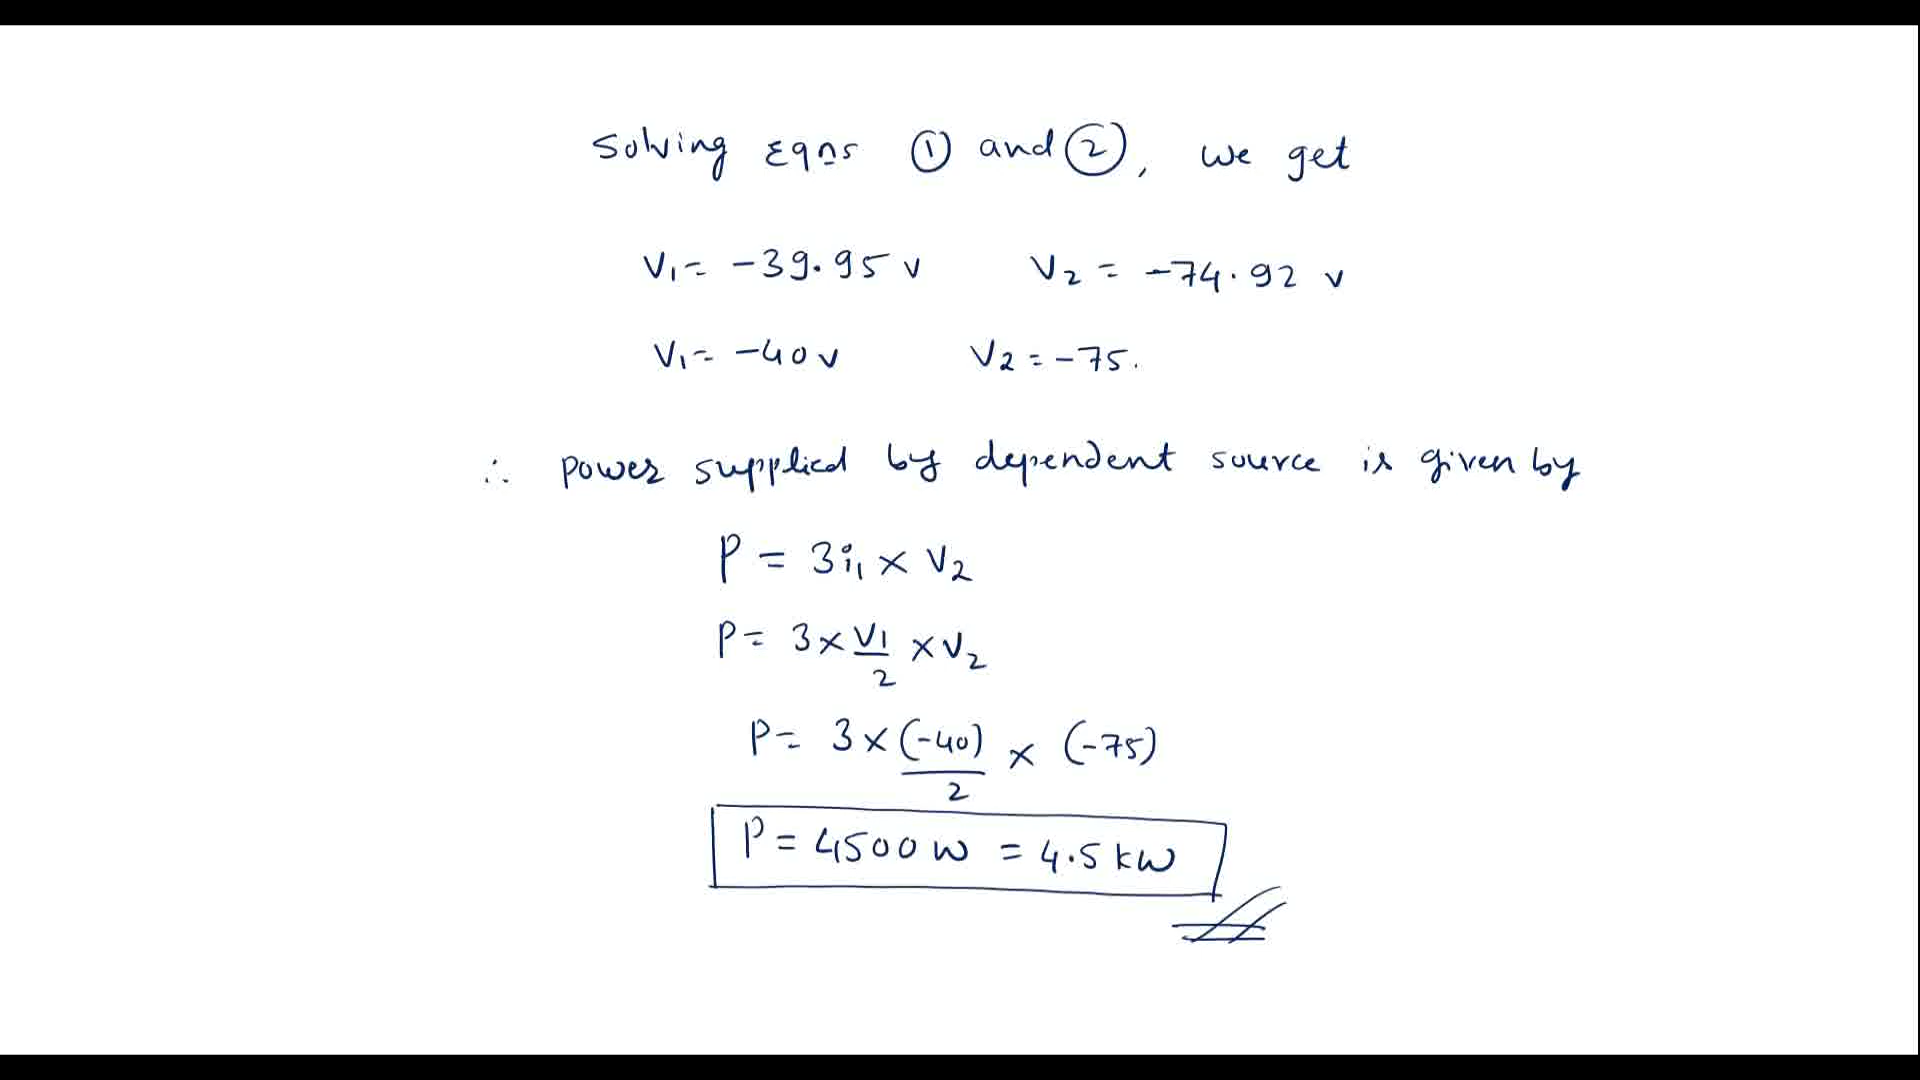 Solving Eqns ① and ②, we get
V₁ = -39.95 v V₂ = -74.92 v
V₁ = -40 v V₂ = -75.
∴ power supplied by dependent source is given by
P = 3i₁ × V₂
P = 3 × V₁/2 × V₂
P = 3 × (-40)/2 × (-75)
P = 4500 W = 4.5 kW